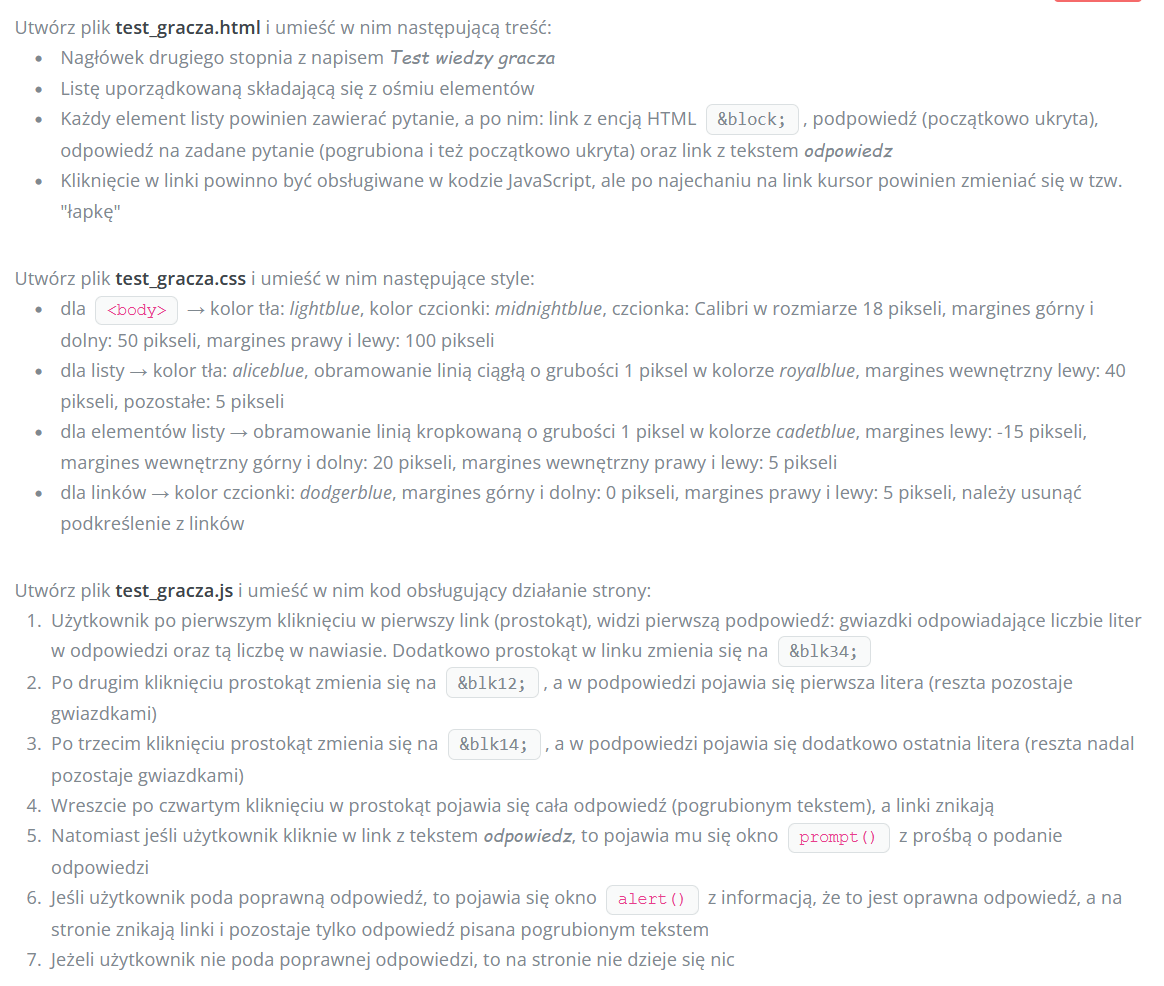 Utwórz plik test_gracza.html i umieść w nim następującą treść:
• Nagłówek drugiego stopnia z napisem Test wiedzy gracza
• Listę uporządkowaną składającą się z ośmiu elementów
• Każdy element listy powinien zawierać pytanie, a po nim: link z encją HTML &block; , podpowiedź (początkowo ukryta),
odpowiedź na zadane pytanie (pogrubiona i też początkowo ukryta) oraz link z tekstem odpowiedz
• Kliknięcie w linki powinno być obsługiwane w kodzie JavaScript, ale po najechaniu na link kursor powinien zmieniać się w tzw.
"łapkę"
Utwórz plik test_gracza.css i umieść w nim następujące style:
• dla <body> → kolor tła: lightblue, kolor czcionki: midnightblue, czcionka: Calibri w rozmiarze 18 pikseli, margines górny i
dolny: 50 pikseli, margines prawy i lewy: 100 pikseli
• dla listy → kolor tła: aliceblue, obramowanie linią ciągłą o grubości 1 piksel w kolorze royalblue, margines wewnętrzny lewy: 40
pikseli, pozostałe: 5 pikseli
• dla elementów listy → obramowanie linią kropkowaną o grubości 1 piksel w kolorze cadetblue, margines lewy: -15 pikseli,
margines wewnętrzny górny i dolny: 20 pikseli, margines wewnętrzny prawy i lewy: 5 pikseli
• dla linków → kolor czcionki: dodgerblue, margines górny i dolny: 0 pikseli, margines prawy i lewy: 5 pikseli, należy usunąć
podkreślenie z linków
Utwórz plik test_gracza.js i umieść w nim kod obsługujący działanie strony:
1. Użytkownik po pierwszym kliknięciu w pierwszy link (prostokąt), widzi pierwszą podpowiedź: gwiazdki odpowiadające liczbie liter
w odpowiedzi oraz tą liczbę w nawiasie. Dodatkowo prostokąt w linku zmienia się na &blk34;
2. Po drugim kliknięciu prostokąt zmienia się na &blk12; , a w podpowiedzi pojawia się pierwsza litera (reszta pozostaje
gwiazdkami)
3. Po trzecim kliknięciu prostokąt zmienia się na &blk14; , a w podpowiedzi pojawia się dodatkowo ostatnia litera (reszta nadal
pozostaje gwiazdkami)
4. Wreszcie po czwartym kliknięciu w prostokąt pojawia się cała odpowiedź (pogrubionym tekstem), a linki znikają
5. Natomiast jeśli użytkownik kliknie w link z tekstem odpowiedz, to pojawia mu się okno prompt() z prośbą o podanie
odpowiedzi
6. Jeśli użytkownik poda poprawną odpowiedź, to pojawia się okno alert() z informacją, że to jest oprawna odpowiedź, a na
stronie znikają linki i pozostaje tylko odpowiedź pisana pogrubionym tekstem
7. Jeżeli użytkownik nie poda poprawnej odpowiedzi, to na stronie nie dzieje się nic